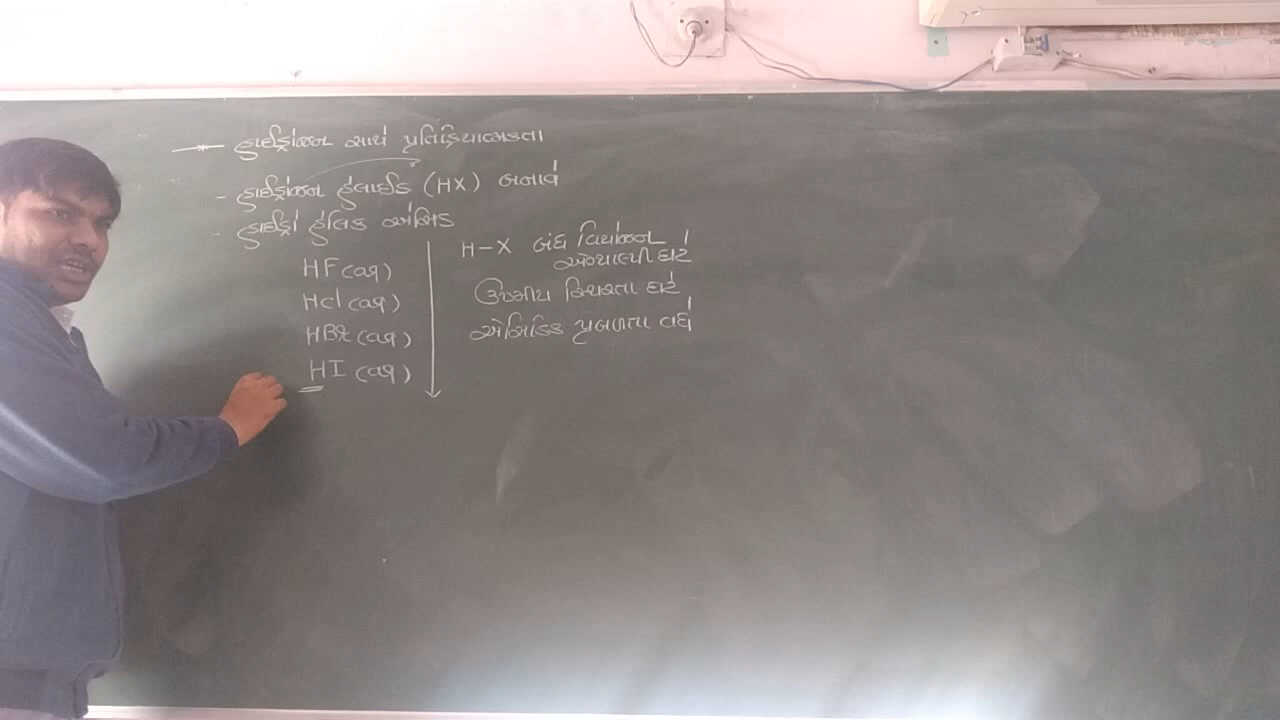 હાઈડ્રોજન સાથે પ્રતિક્રિયાત્મકતા
- હાઈડ્રોજન હેલાઈડ (HX) બનાવે
- હાઈડ્રો હેલિક એસિડ
HF (aq)
HCl (aq)
HBr (aq)
HI (aq)
H-X બંધ વિયોજન
એન્થાલ્પી ઘટે
ઉષ્મીય સ્થિરતા ઘટે
એસિડિક પ્રબળતા વધે